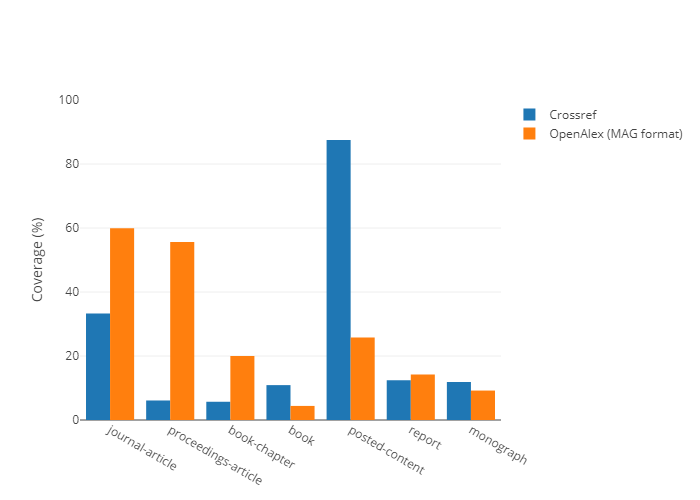 100
80
60
40
20
0
Coverage (%)
journal-article
proceedings-article
book-chapter
book
posted-content
report
monograph
Crossref
OpenAlex (MAG format)